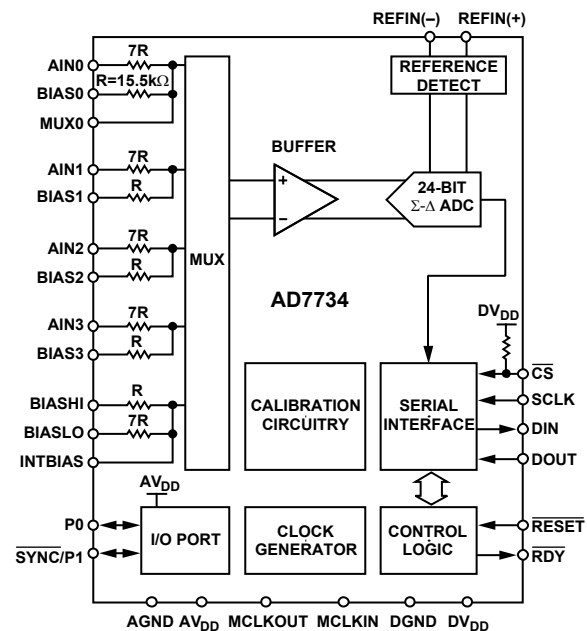 REFIN(–) REFIN(+)
7R
AIN0
R=15.5kΩ
BIAS0
MUX0
REFERENCE
DETECT
BUFFER
7R
AIN1
R
BIAS1
+
–
24-BIT
Σ-Δ ADC
7R
AIN2
R
BIAS2
MUX
AD7734
7R
AIN3
R
BIAS3
DVDD
CS
R
BIASHI
7R
BIASLO
INTBIAS
CALIBRATION
CIRCUITRY
SERIAL
INTERFACE
SCLK
DIN
DOUT
AVDD
P0
SYNC/P1
I/O PORT
CLOCK
GENERATOR
CONTROL
LOGIC
RESET
RDY
AGND AVDD MCLKOUT MCLKIN DGND DVDD